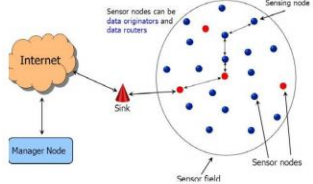 Sensing node
Sensor nodes can be
data originators and
data routers
Internet
Sink
Manager Node
Sensor nodes
Sensor field